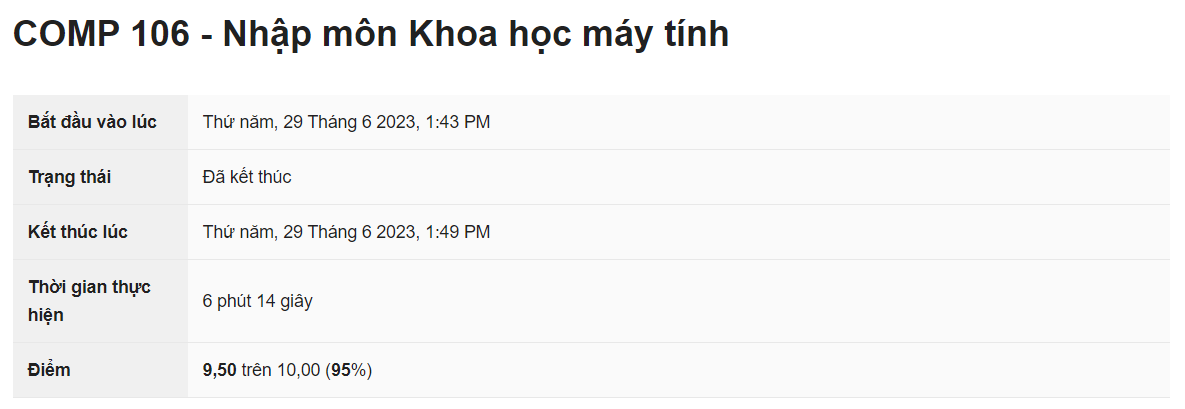 COMP 106 - Nhập môn Khoa học máy tính
Bắt đầu vào lúc
Thứ năm, 29 Tháng 6 2023, 1:43 PM
Trạng thái
Đã kết thúc
Kết thúc lúc
Thứ năm, 29 Tháng 6 2023, 1:49 PM
Thời gian thực
hiện
6 phút 14 giây
Điểm
9,50 trên 10,00 (95%)